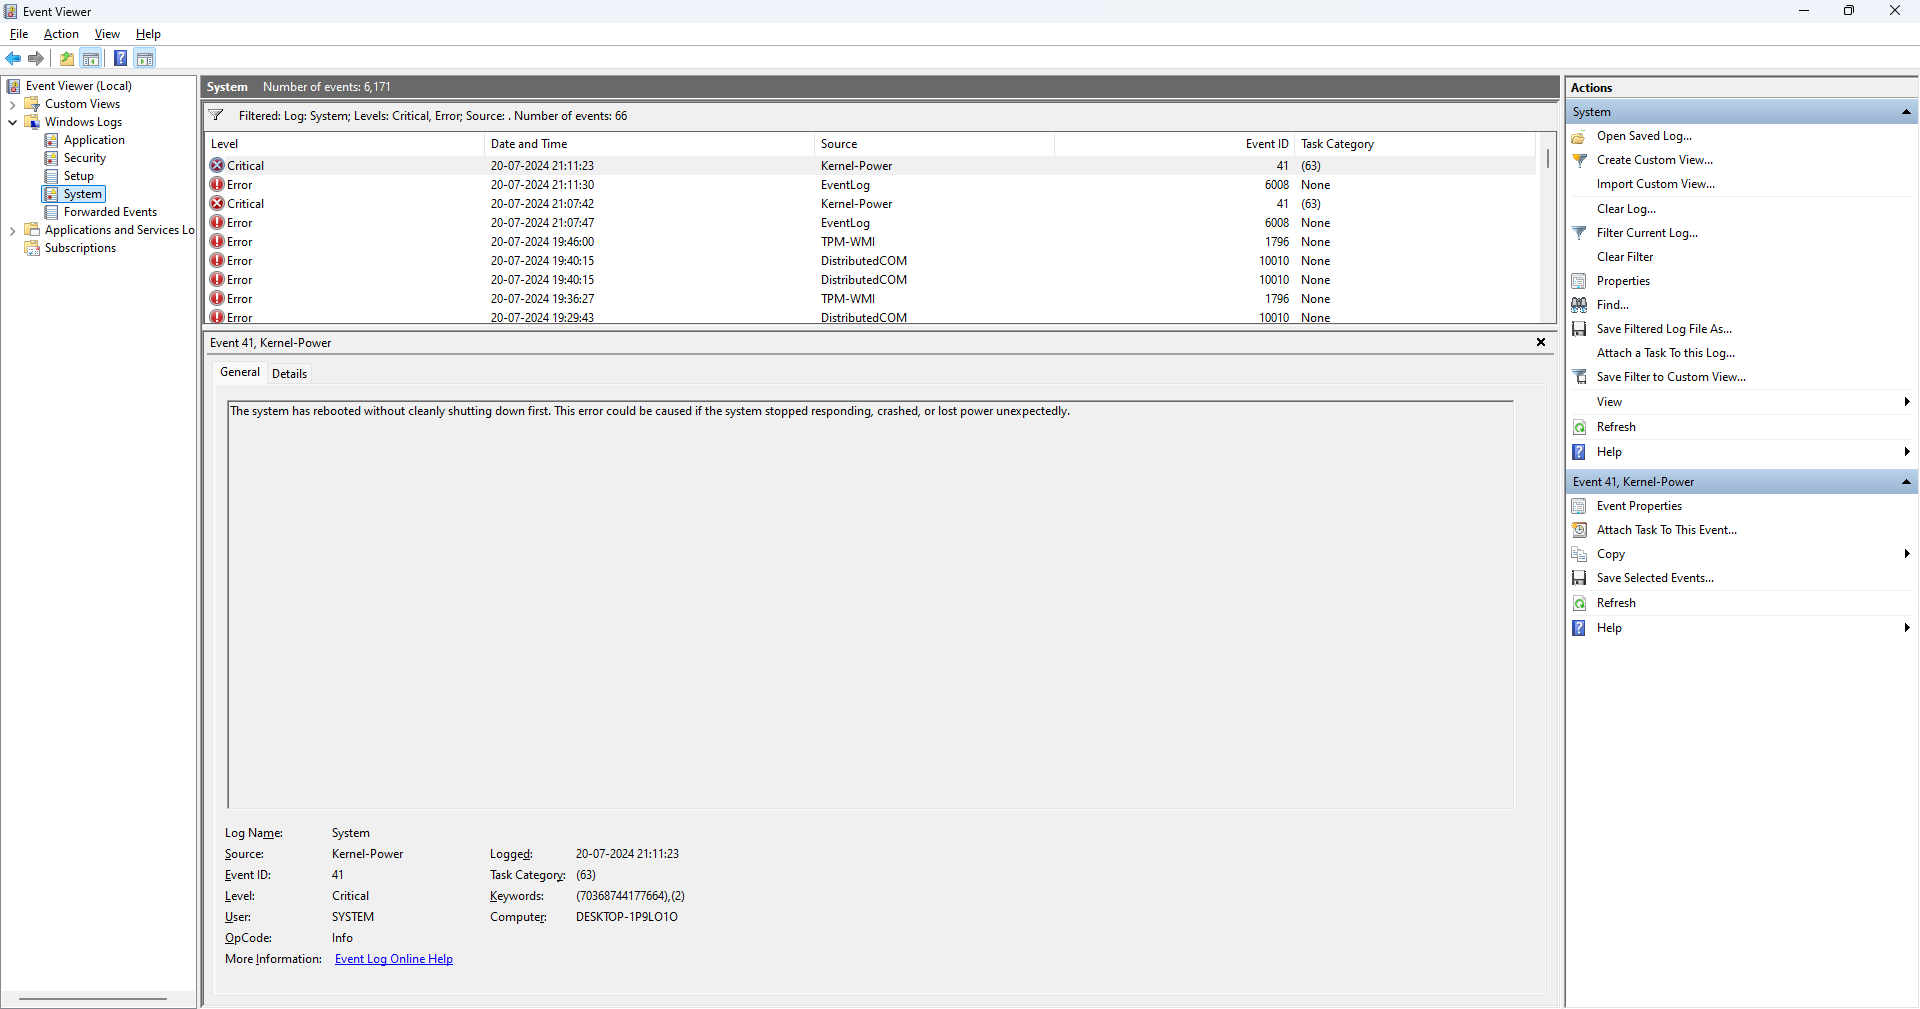 Event Viewer
File Action View Help
Event Viewer (Local)
Custom Views
Windows Logs
Application
Security
Setup
System
Forwarded Events
Applications and Services Lo
Subscriptions
System Number of events: 6,171
Filtered: Log: System; Levels: Critical, Error; Source: . Number of events: 66
Level Date and Time Source Event ID Task Category
Critical 20-07-2024 21:11:23 Kernel-Power 41 (63)
Error 20-07-2024 21:11:30 EventLog 6008 None
Critical 20-07-2024 21:07:42 Kernel-Power 41 (63)
Error 20-07-2024 21:07:47 EventLog 6008 None
Error 20-07-2024 19:46:00 TPM-WMI 1796 None
Error 20-07-2024 19:40:15 DistributedCOM 10010 None
Error 20-07-2024 19:40:15 DistributedCOM 10010 None
Error 20-07-2024 19:36:27 TPM-WMI 1796 None
Error 20-07-2024 19:29:43 DistributedCOM 10010 None
Event 41, Kernel-Power
General Details
The system has rebooted without cleanly shutting down first. This error could be caused if the system stopped responding, crashed, or lost power unexpectedly.
Log Name: System
Source: Kernel-Power Logged: 20-07-2024 21:11:23
Event ID: 41 Task Category: (63)
Level: Critical Keywords: (70368744177664),(2)
User: SYSTEM Computer: DESKTOP-1P9LO1O
OpCode: Info
More Information: Event Log Online Help
Actions
System
Open Saved Log...
Create Custom View...
Import Custom View...
Clear Log...
Filter Current Log...
Clear Filter
Properties
Find...
Save Filtered Log File As...
Attach a Task To this Log...
Save Filter to Custom View...
View
Refresh
Help
Event 41, Kernel-Power
Event Properties
Attach Task To This Event...
Copy
Save Selected Events...
Refresh
Help